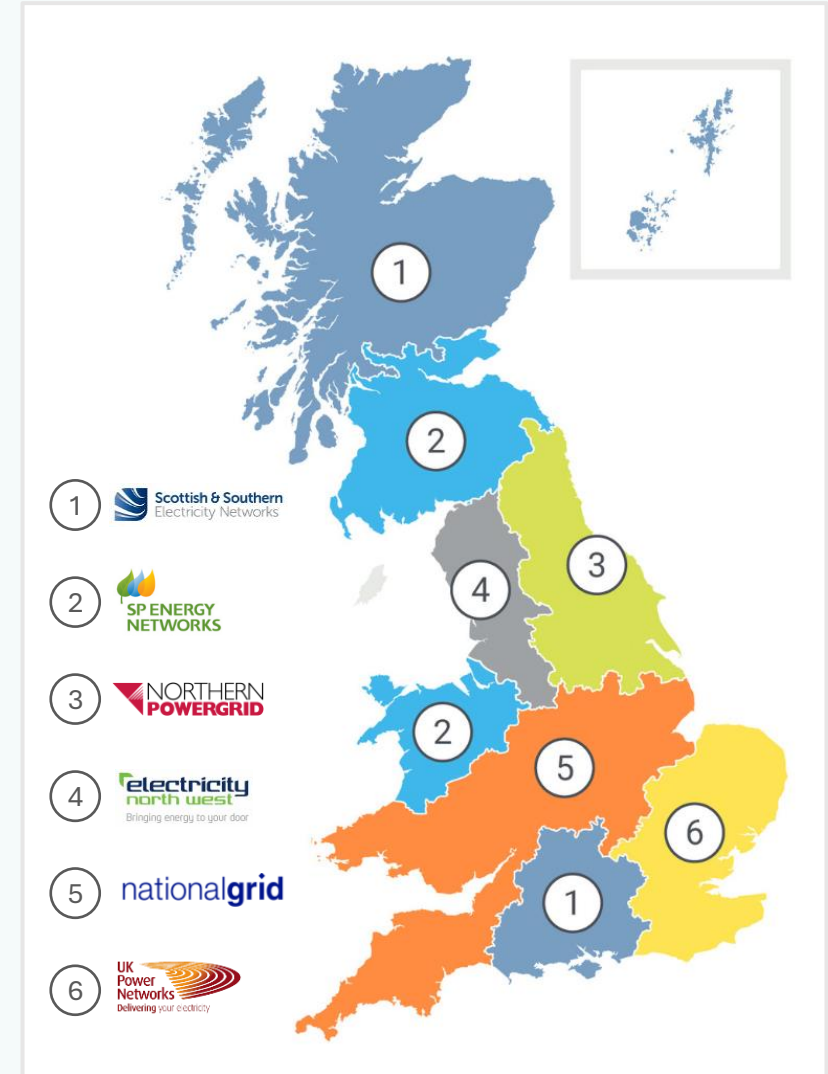 1
2
3
4
2
5
6
1
1
Scottish & Southern
Electricity Networks
2
SP ENERGY
NETWORKS
3
NORTHERN
POWERGRID
4
electricity
north west
Bringing energy to your door
5
nationalgrid
6
UK
Power
Networks
Delivering your electricity